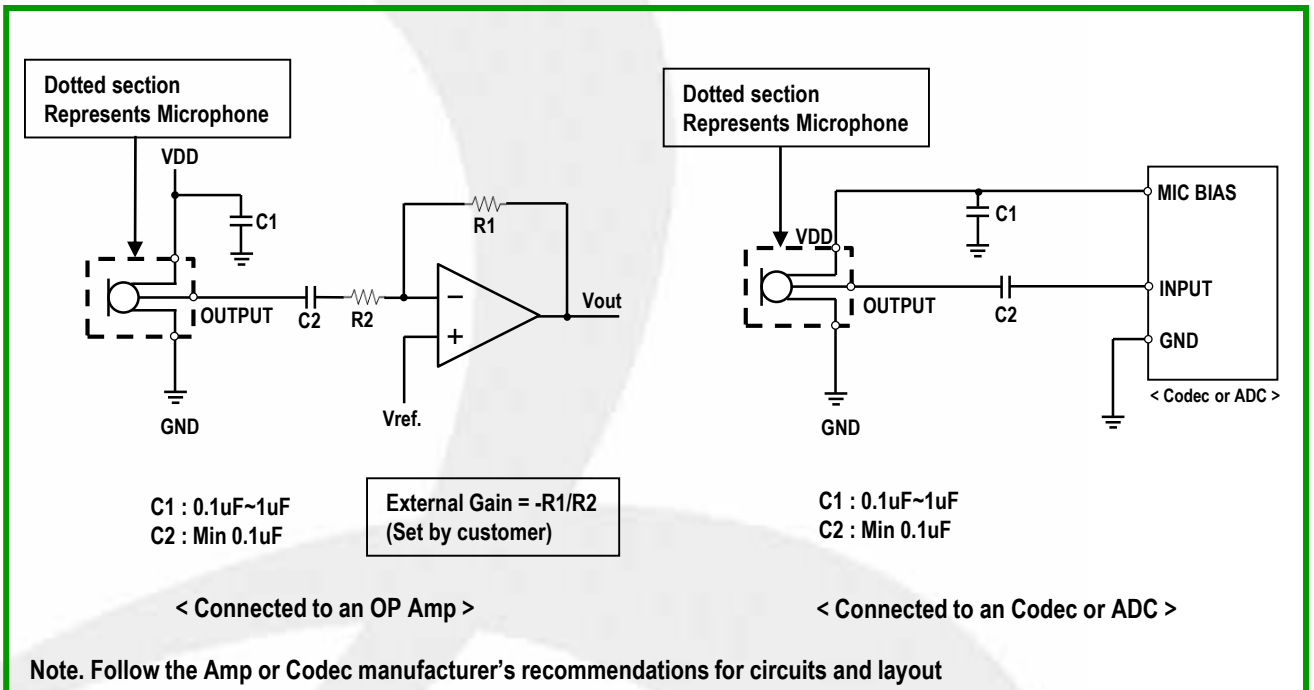 Dotted section
Represents Microphone
VDD
C1
R1
OUTPUT
C2
R2
−
+
Vout
Vref.
GND
C1 : 0.1uF~1uF
C2 : Min 0.1uF
External Gain = -R1/R2
(Set by customer)
< Connected to an OP Amp >
Dotted section
Represents Microphone
VDD
C1
MIC BIAS
OUTPUT
C2
INPUT
GND
< Codec or ADC >
GND
C1 : 0.1uF~1uF
C2 : Min 0.1uF
< Connected to an Codec or ADC >
Note. Follow the Amp or Codec manufacturer's recommendations for circuits and layout